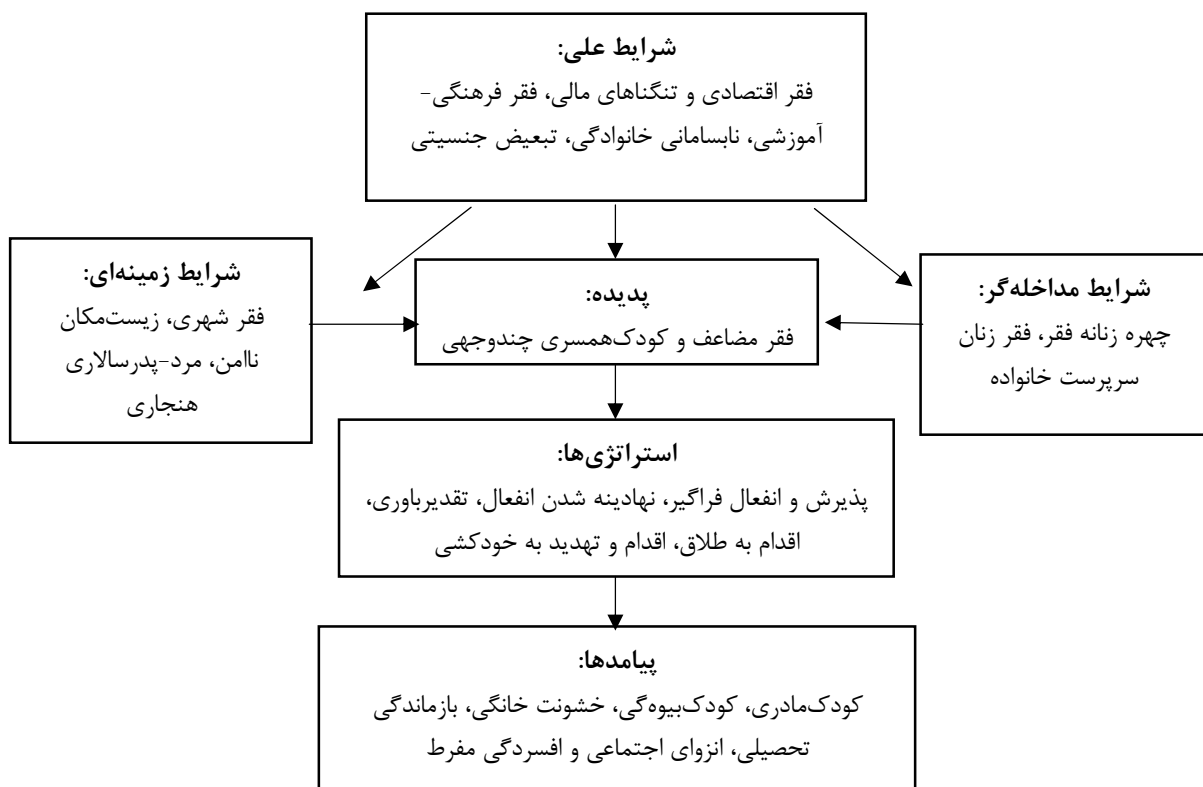 شرایط علی:
فقر اقتصادی و تنگناهای مالی، فقر فرهنگی-
آموزشی، نابسامانی خانوادگی، تبعیض جنسیتی
شرایط مداخله‌گر:
چهره زنانه فقر، فقر زنان
سرپرست خانواده
پدیده:
فقر مضاعف و کودک‌همسری چندوجهی
شرایط زمینه‌ای:
فقر شهری، زیست‌مکان
ناامن، مرد-پدرسالاری
هنجاری
استراتژی‌ها:
پذیرش و انفعال فراگیر، نهادینه شدن انفعال، تقدیرباوری،
اقدام به طلاق، اقدام و تهدید به خودکشی
پیامدها:
کودک‌مادری، کودک‌بیوه‌گی، خشونت خانگی، بازماندگی
تحصیلی، انزوای اجتماعی و افسردگی مفرط